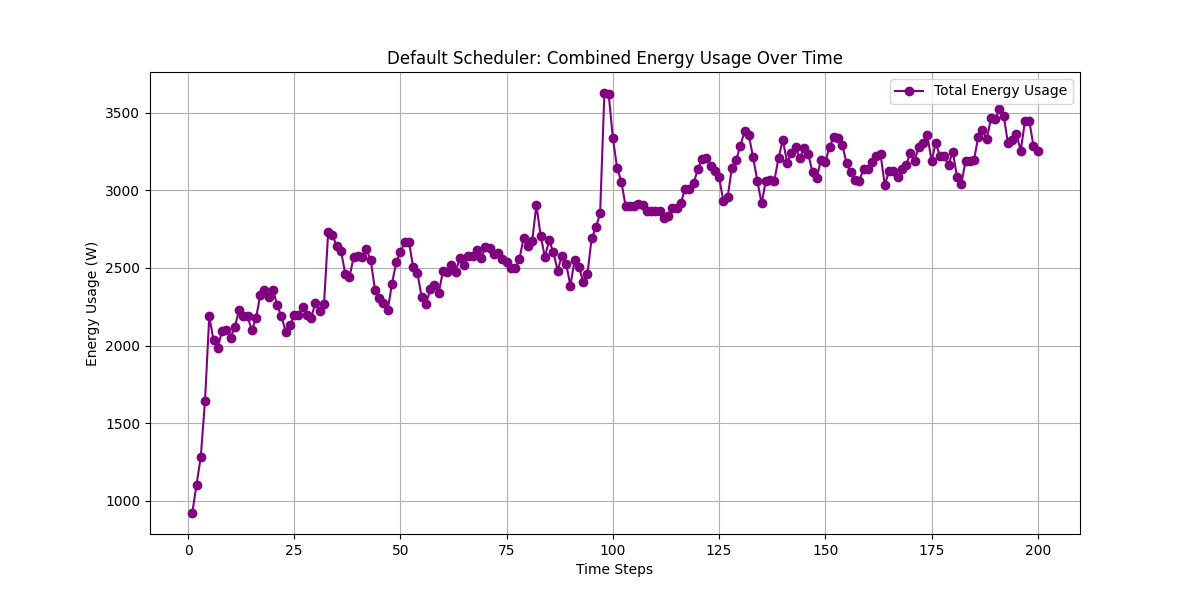 Default Scheduler: Combined Energy Usage Over Time
Total Energy Usage
Energy Usage (W)
3500
3000
2500
2000
1500
1000
0 25 50 75 100 125 150 175 200
Time Steps